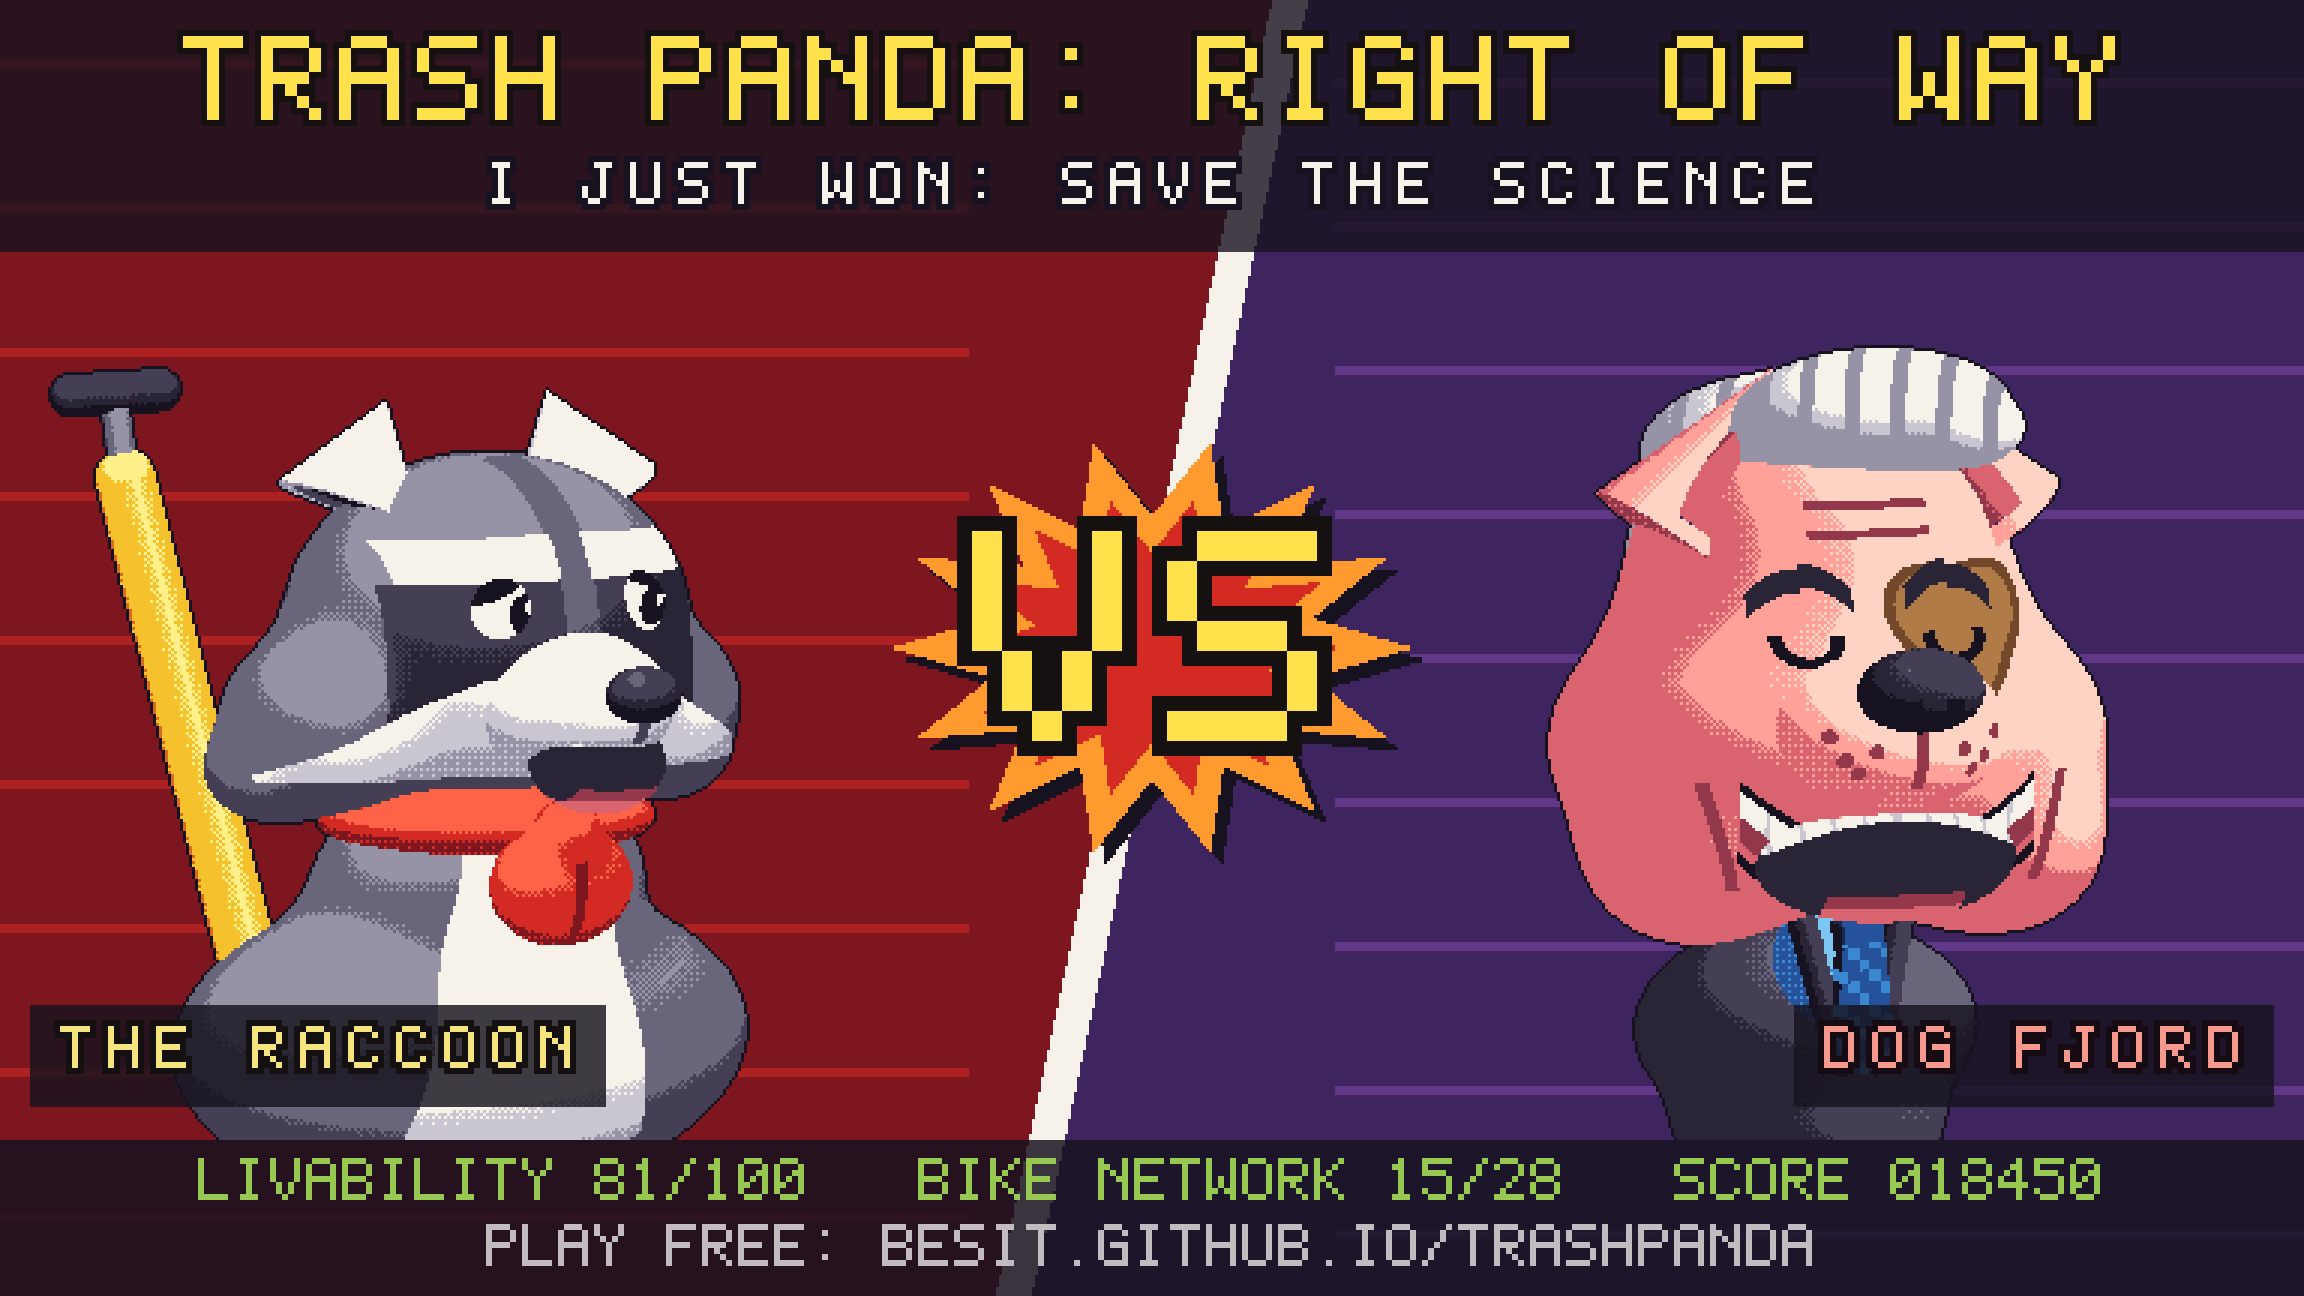 TRASH PANDA: RIGHT OF WAY
I JUST WON: SAVE THE SCIENCE
VS
THE RACCOON
DOG FJORD
LIVABILITY 81/100 BIKE NETWORK 15/28 SCORE 018450
PLAY FREE: BESIT.GITHUB.IO/TRASHPANDA